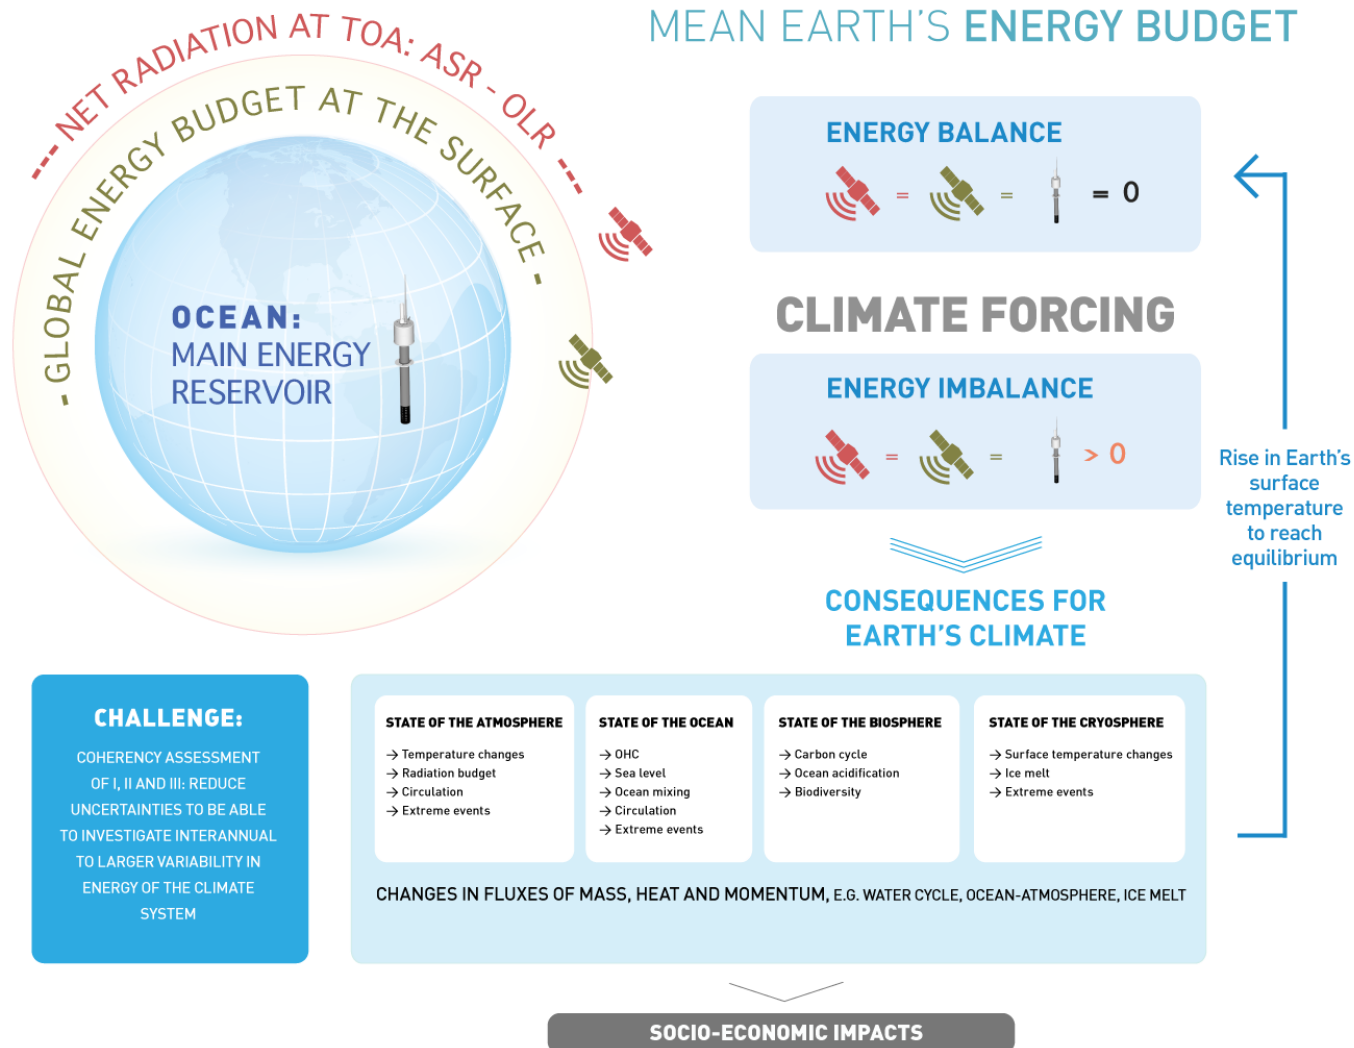 MEAN EARTH'S ENERGY BUDGET
--- NET RADIATION AT TOA: ASR - OLR ---
- GLOBAL ENERGY BUDGET AT THE SURFACE -
OCEAN:
MAIN ENERGY
RESERVOIR
ENERGY BALANCE
= = = 0
CLIMATE FORCING
ENERGY IMBALANCE
= = > 0
Rise in Earth's
surface
temperature
to reach
equilibrium
CONSEQUENCES FOR
EARTH'S CLIMATE
CHALLENGE:
COHERENCY ASSESSMENT
OF I, II AND III: REDUCE
UNCERTAINTIES TO BE ABLE
TO INVESTIGATE INTERANNUAL
TO LARGER VARIABILITY IN
ENERGY OF THE CLIMATE
SYSTEM
STATE OF THE ATMOSPHERE
→ Temperature changes
→ Radiation budget
→ Circulation
→ Extreme events
STATE OF THE OCEAN
→ OHC
→ Sea level
→ Ocean mixing
→ Circulation
→ Extreme events
STATE OF THE BIOSPHERE
→ Carbon cycle
→ Ocean acidification
→ Biodiversity
STATE OF THE CRYOSPHERE
→ Surface temperature changes
→ Ice melt
→ Extreme events
CHANGES IN FLUXES OF MASS, HEAT AND MOMENTUM, E.G. WATER CYCLE, OCEAN-ATMOSPHERE, ICE MELT
SOCIO-ECONOMIC IMPACTS